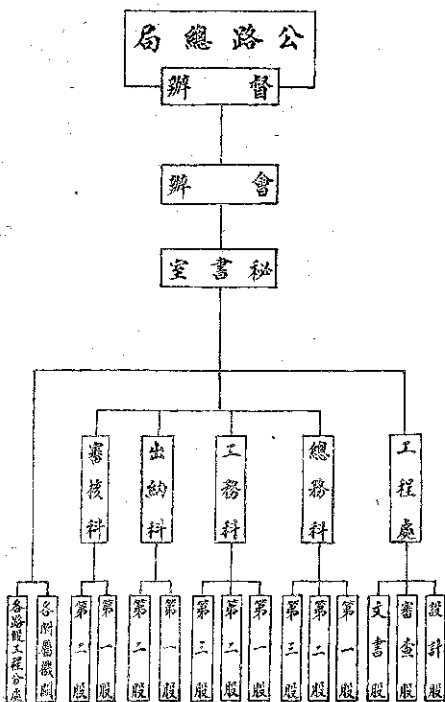 公路總局
督辦
會辦
秘書室
工程處
總務科
工務科
出納科
審核科
設計股
審查股
文書股
第一股
第二股
第三股
第一股
第二股
第三股
第一股
第二股
第一股
第二股
各附屬機關
各路線工程分處